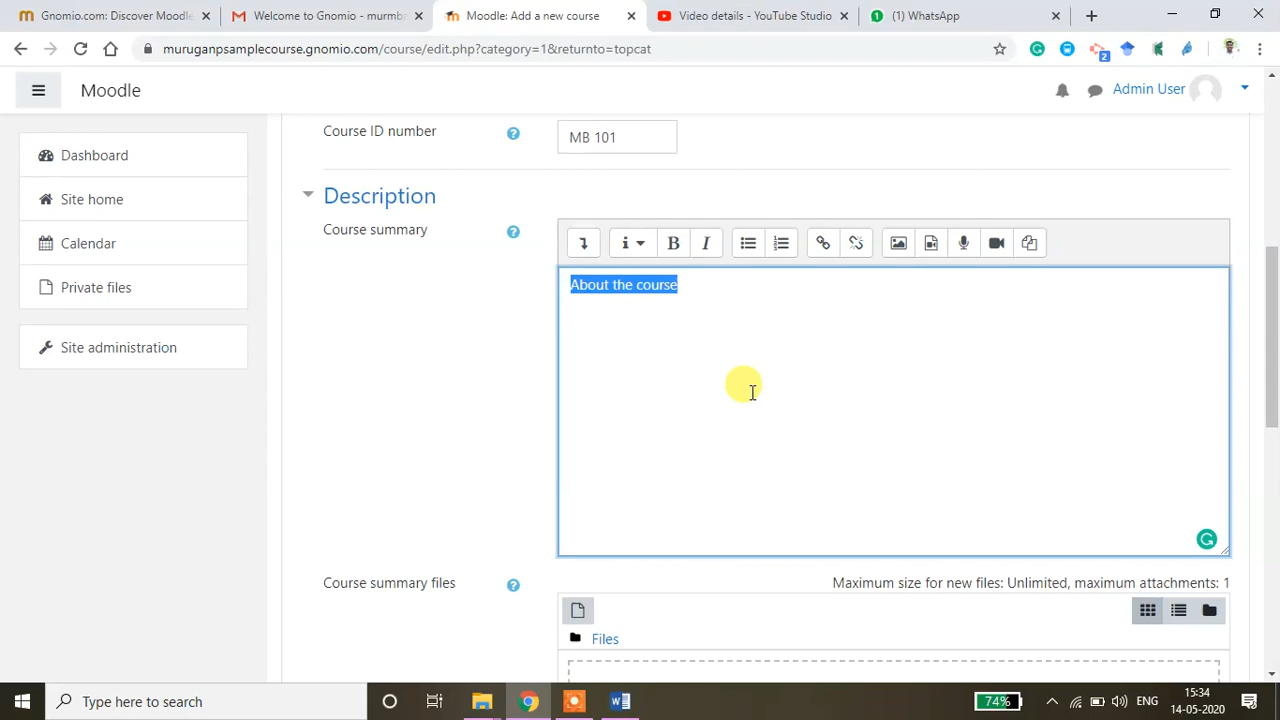 .com: Discover Moodle
Welcome to Gnomio - murmb
Moodle: Add a new course
Video details - YouTube Studio
(1) WhatsApp
muruganpsamplecourse.gnomio.com/course/edit.php?category=1&returnto=topcat
2
Moodle
Admin User
Course ID number
MB 101
Dashboard
Description
Site home
Course summary
i B I
Calendar
About the course
Private files
Site administration
Course summary files
Maximum size for new files: Unlimited, maximum attachments: 1
Files
Type here to search
74%
ENG
15:34
14-05-2020